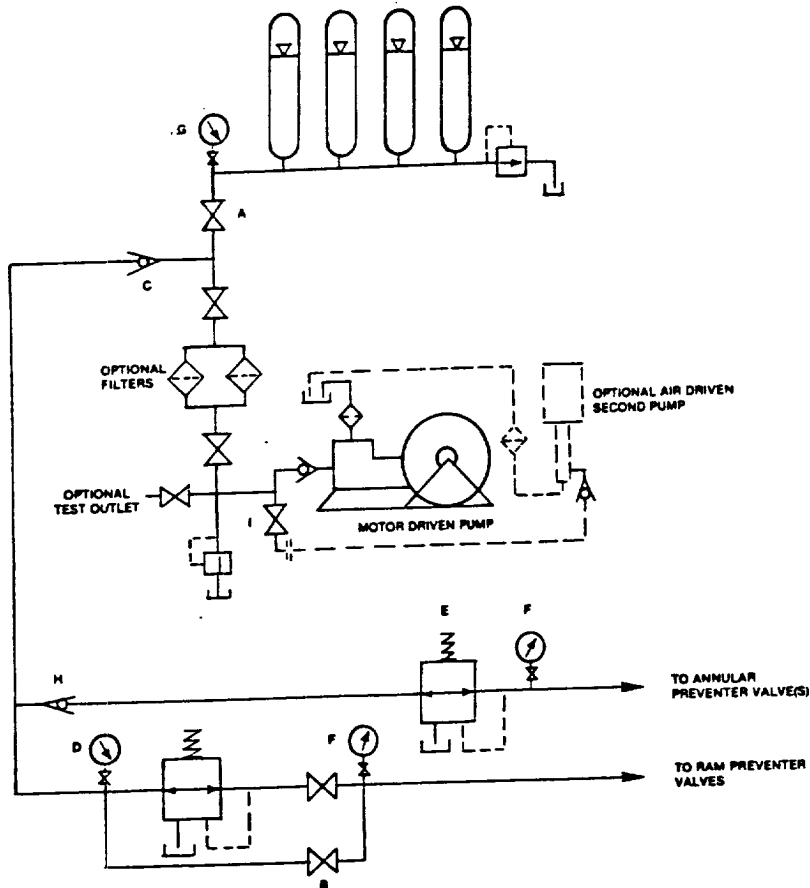 G
A
C
OPTIONAL
FILTERS
OPTIONAL AIR DRIVEN
SECOND PUMP
OPTIONAL
TEST OUTLET
I
MOTOR DRIVEN PUMP
E
F
H
TO ANNULAR
PREVENTER VALVE(S)
D
F
TO RAM PREVENTER
VALVES
B